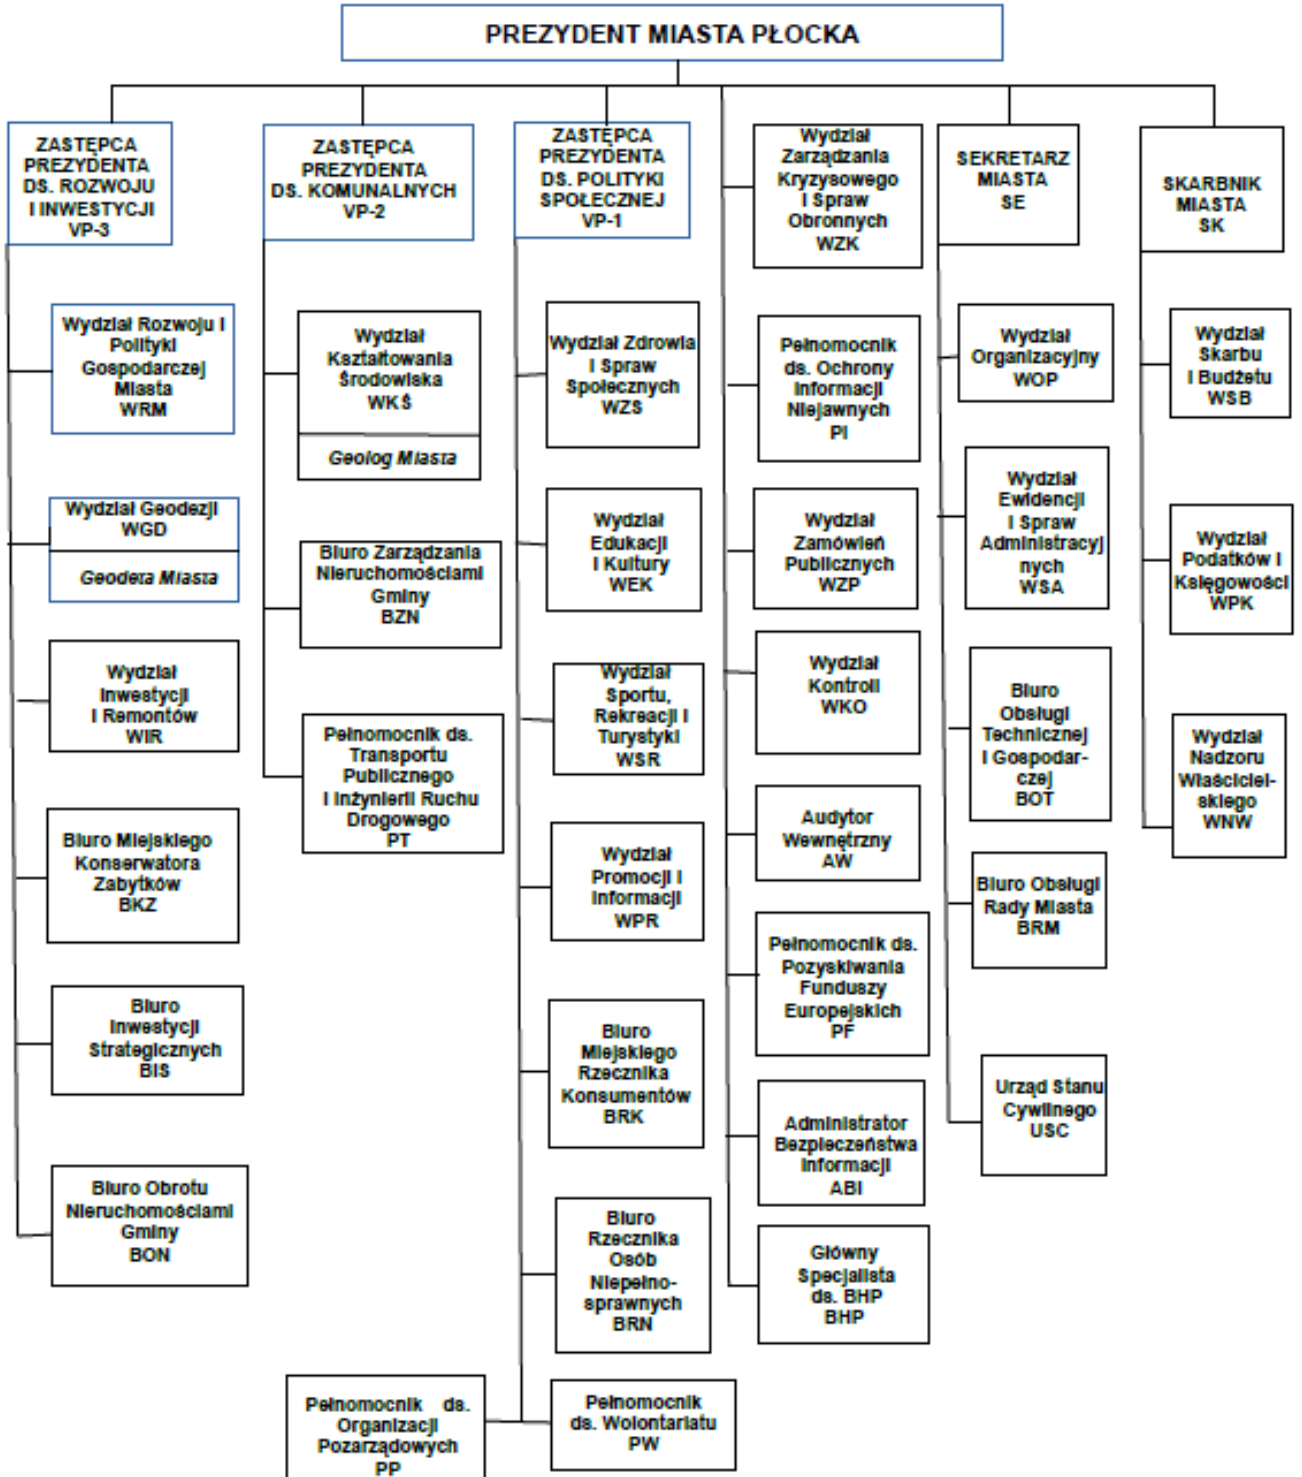 PREZYDENT MIASTA PŁOCKA
ZASTĘPCA
PREZYDENTA
DS. ROZWOJU
I INWESTYCJI
VP-3
Wydział Rozwoju i
Polityki
Gospodarczej
Miasta
WRM
Wydział Geodezji
WGD
Geodeta Miasta
Wydział
Inwestycji
i Remontów
WIR
Biuro Miejskiego
Konserwatora
Zabytków
BKZ
Biuro
Inwestycji
Strategicznych
BIS
Biuro Obrotu
Nieruchomościami
Gminy
BON
ZASTĘPCA
PREZYDENTA
DS. KOMUNALNYCH
VP-2
Wydział
Kształtowania
Środowiska
WKŚ
Geolog Miasta
Biuro Zarządzania
Nieruchomościami
Gminy
BZN
Pełnomocnik ds.
Transportu
Publicznego
i Inżynierii Ruchu
Drogowego
PT
ZASTĘPCA
PREZYDENTA
DS. POLITYKI
SPOŁECZNEJ
VP-1
Wydział Zdrowia
i Spraw
Społecznych
WZS
Wydział
Edukacji
i Kultury
WEK
Wydział
Sportu,
Rekreacji i
Turystyki
WSR
Wydział
Promocji i
Informacji
WPR
Biuro
Miejskiego
Rzecznika
Konsumentów
BRK
Biuro
Rzecznika
Osób
Niepełno-
sprawnych
BRN
Pełnomocnik ds.
Organizacji
Pozarządowych
PP
Pełnomocnik
ds. Wolontariatu
PW
Wydział
Zarządzania
Kryzysowego
i Spraw
Obronnych
WZK
Pełnomocnik
ds. Ochrony
Informacji
Niejawnych
PI
Wydział
Zamówień
Publicznych
WZP
Wydział
Kontroli
WKO
Audytor
Wewnętrzny
AW
Pełnomocnik ds.
Pozyskiwania
Funduszy
Europejskich
PF
Administrator
Bezpieczeństwa
Informacji
ABI
Główny
Specjalista
ds. BHP
BHP
SEKRETARZ
MIASTA
SE
Wydział
Organizacyjny
WOP
Wydział
Ewidencji
i Spraw
Administracyj
nych
WSA
Biuro
Obsługi
Technicznej
i Gospodar-
czej
BOT
Biuro Obsługi
Rady Miasta
BRM
Urząd Stanu
Cywilnego
USC
SKARBNIK
MIASTA
SK
Wydział
Skarbu
i Budżetu
WSB
Wydział
Podatków i
Księgowości
WPK
Wydział
Nadzoru
Właściciel-
skiego
WNW